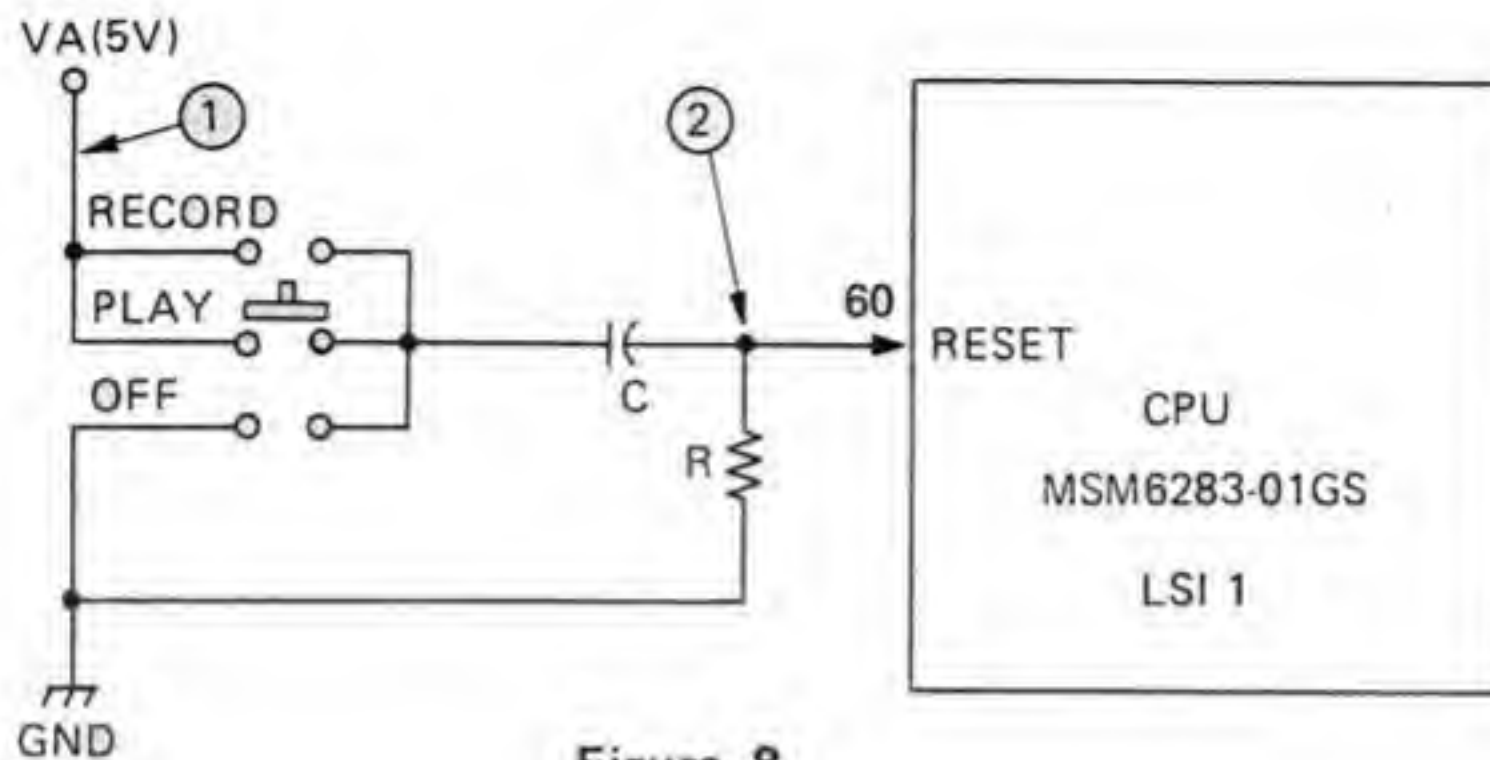 VA(5V)
1
2
RECORD
PLAY
OFF
C
R
60
RESET
CPU
MSM6283-01GS
LSI 1
GND